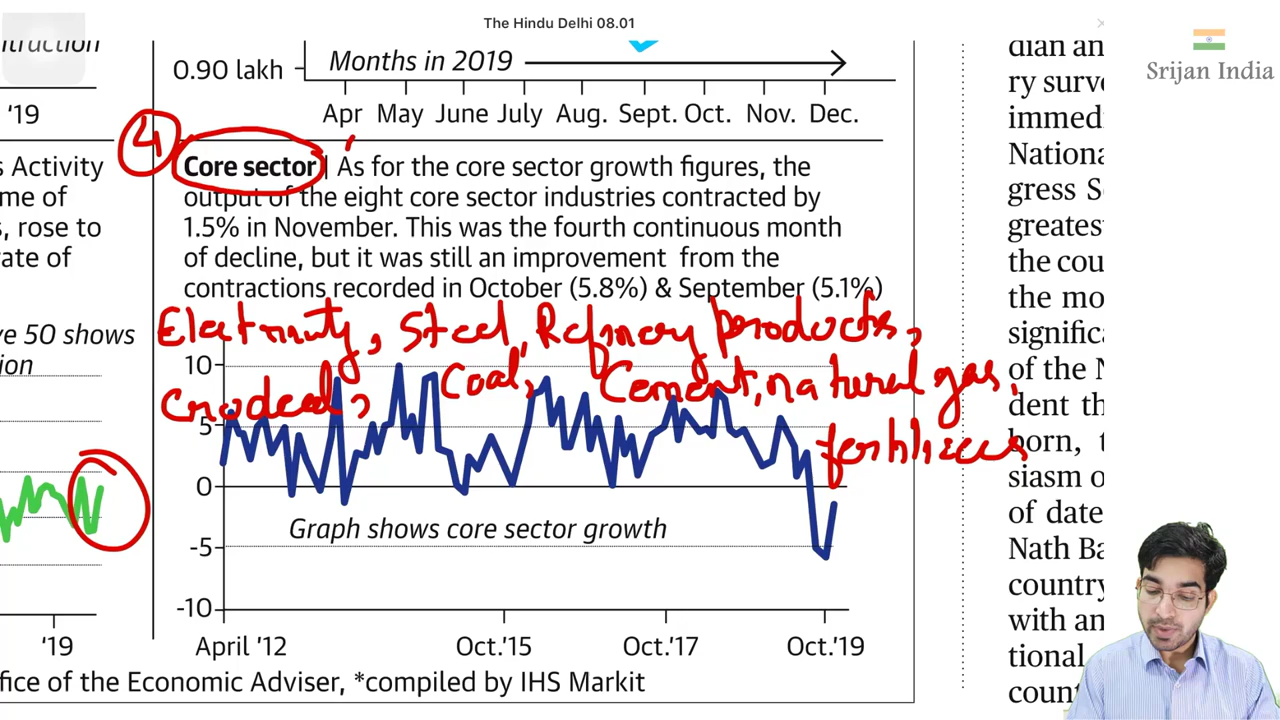 The Hindu Delhi 08.01
Srijan India
ntraction
0.90 lakh
Months in 2019
'19
Apr May June July Aug. Sept. Oct. Nov. Dec.
4
s Activity
me of
s, rose to
rate of
ve 50 shows
ion
'19
Core sector | As for the core sector growth figures, the
output of the eight core sector industries contracted by
1.5% in November. This was the fourth continuous month
of decline, but it was still an improvement from the
contractions recorded in October (5.8%) & September (5.1%)
Electricity, Steel, Refinery products,
Coal, Cement, natural gas,
fertilizers
10
5
0
-5
-10
Graph shows core sector growth
April '12 Oct.'15 Oct.'17 Oct.'19
fice of the Economic Adviser, *compiled by IHS Markit
dian an
ry surve
immedi
Nationa
gress S
greatest
the cou
the mo
significa
of the N
dent th
born, t
siasm o
of date
Nath Ba
country
with an
tional
count